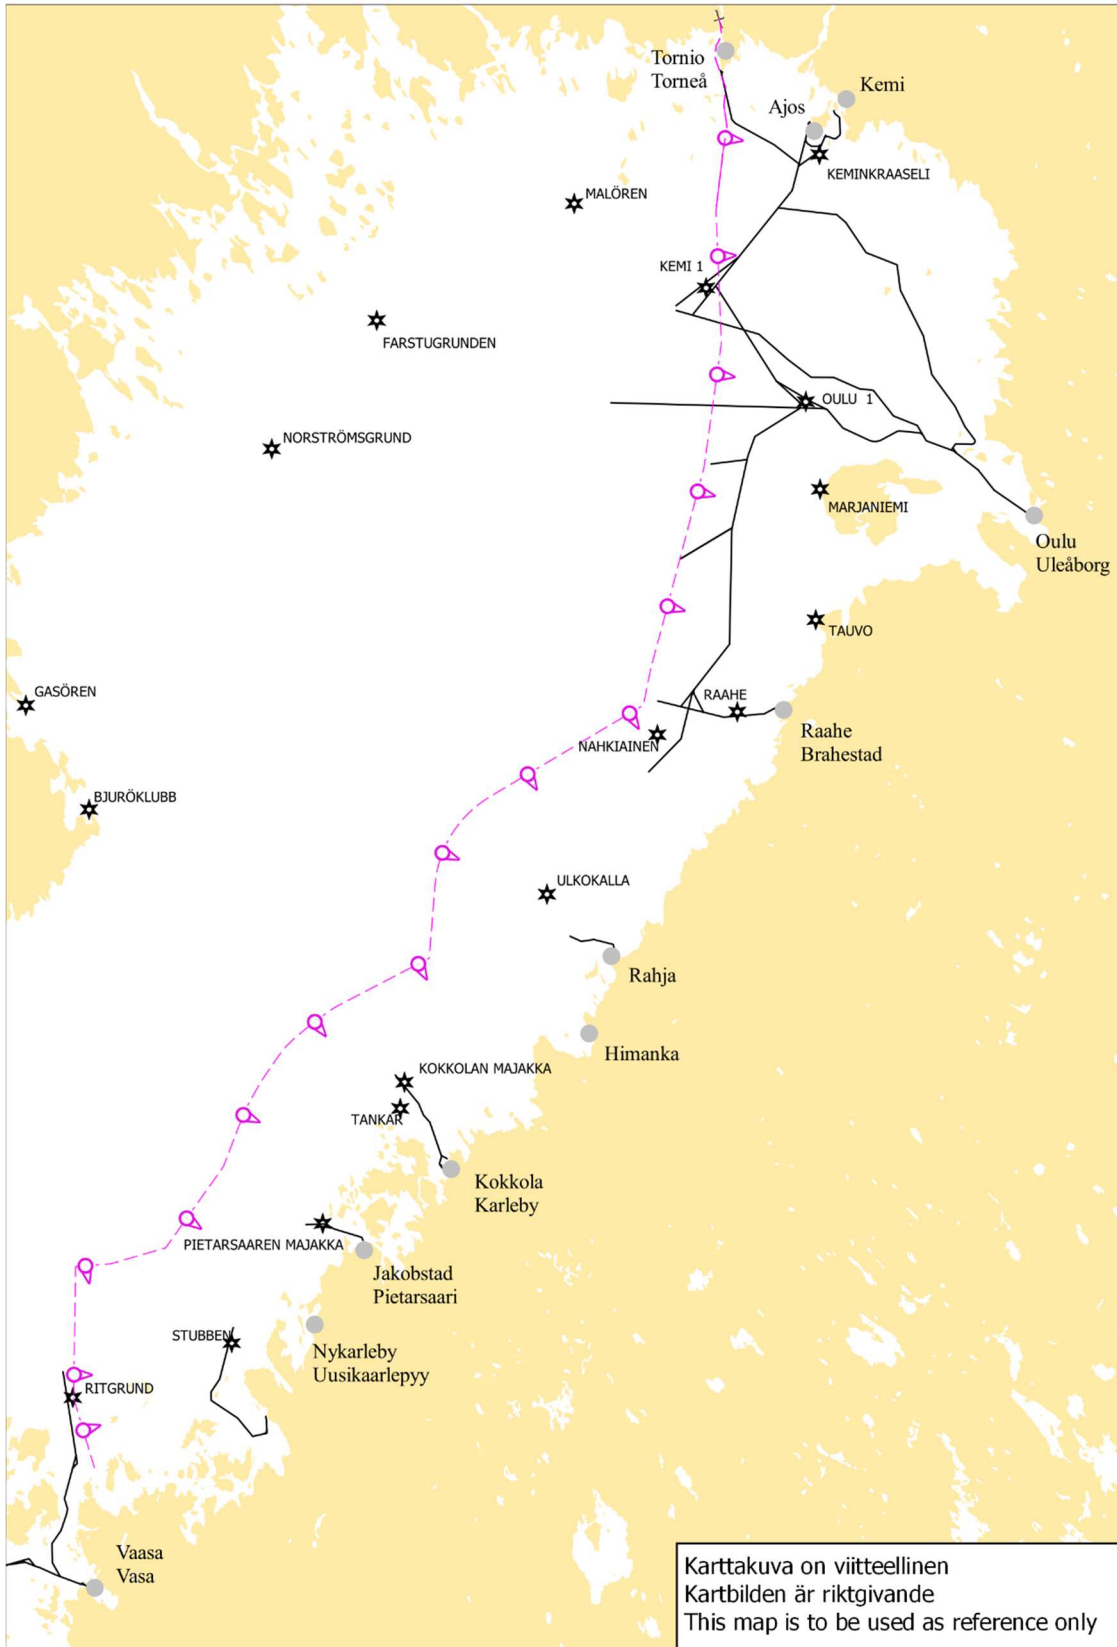 Tornio
Torneå
Kemi
Ajos
KEMINKRAASELI
MALÖREN
KEMI 1
FARSTUGRUNDEN
OULU 1
NORSTRÖMSGRUND
MARJANIEMI
Oulu
Uleåborg
TAUVO
GASÖREN
RAAHE
Raahe
Brahestad
NAHKIAINEN
BJURÖKLUBB
ULKOKALLA
Rahja
Himanka
KOKKOLAN MAJAKKA
TANKAR
Kokkola
Karleby
PIETARSAAREN MAJAKKA
Jakobstad
Pietarsaari
STUBBEN
Nykarleby
Uusikaarlepyy
RITGRUND
Vaasa
Vasa
Karttakuva on viitteellinen
Kartbilden är riktgivande
This map is to be used as reference only